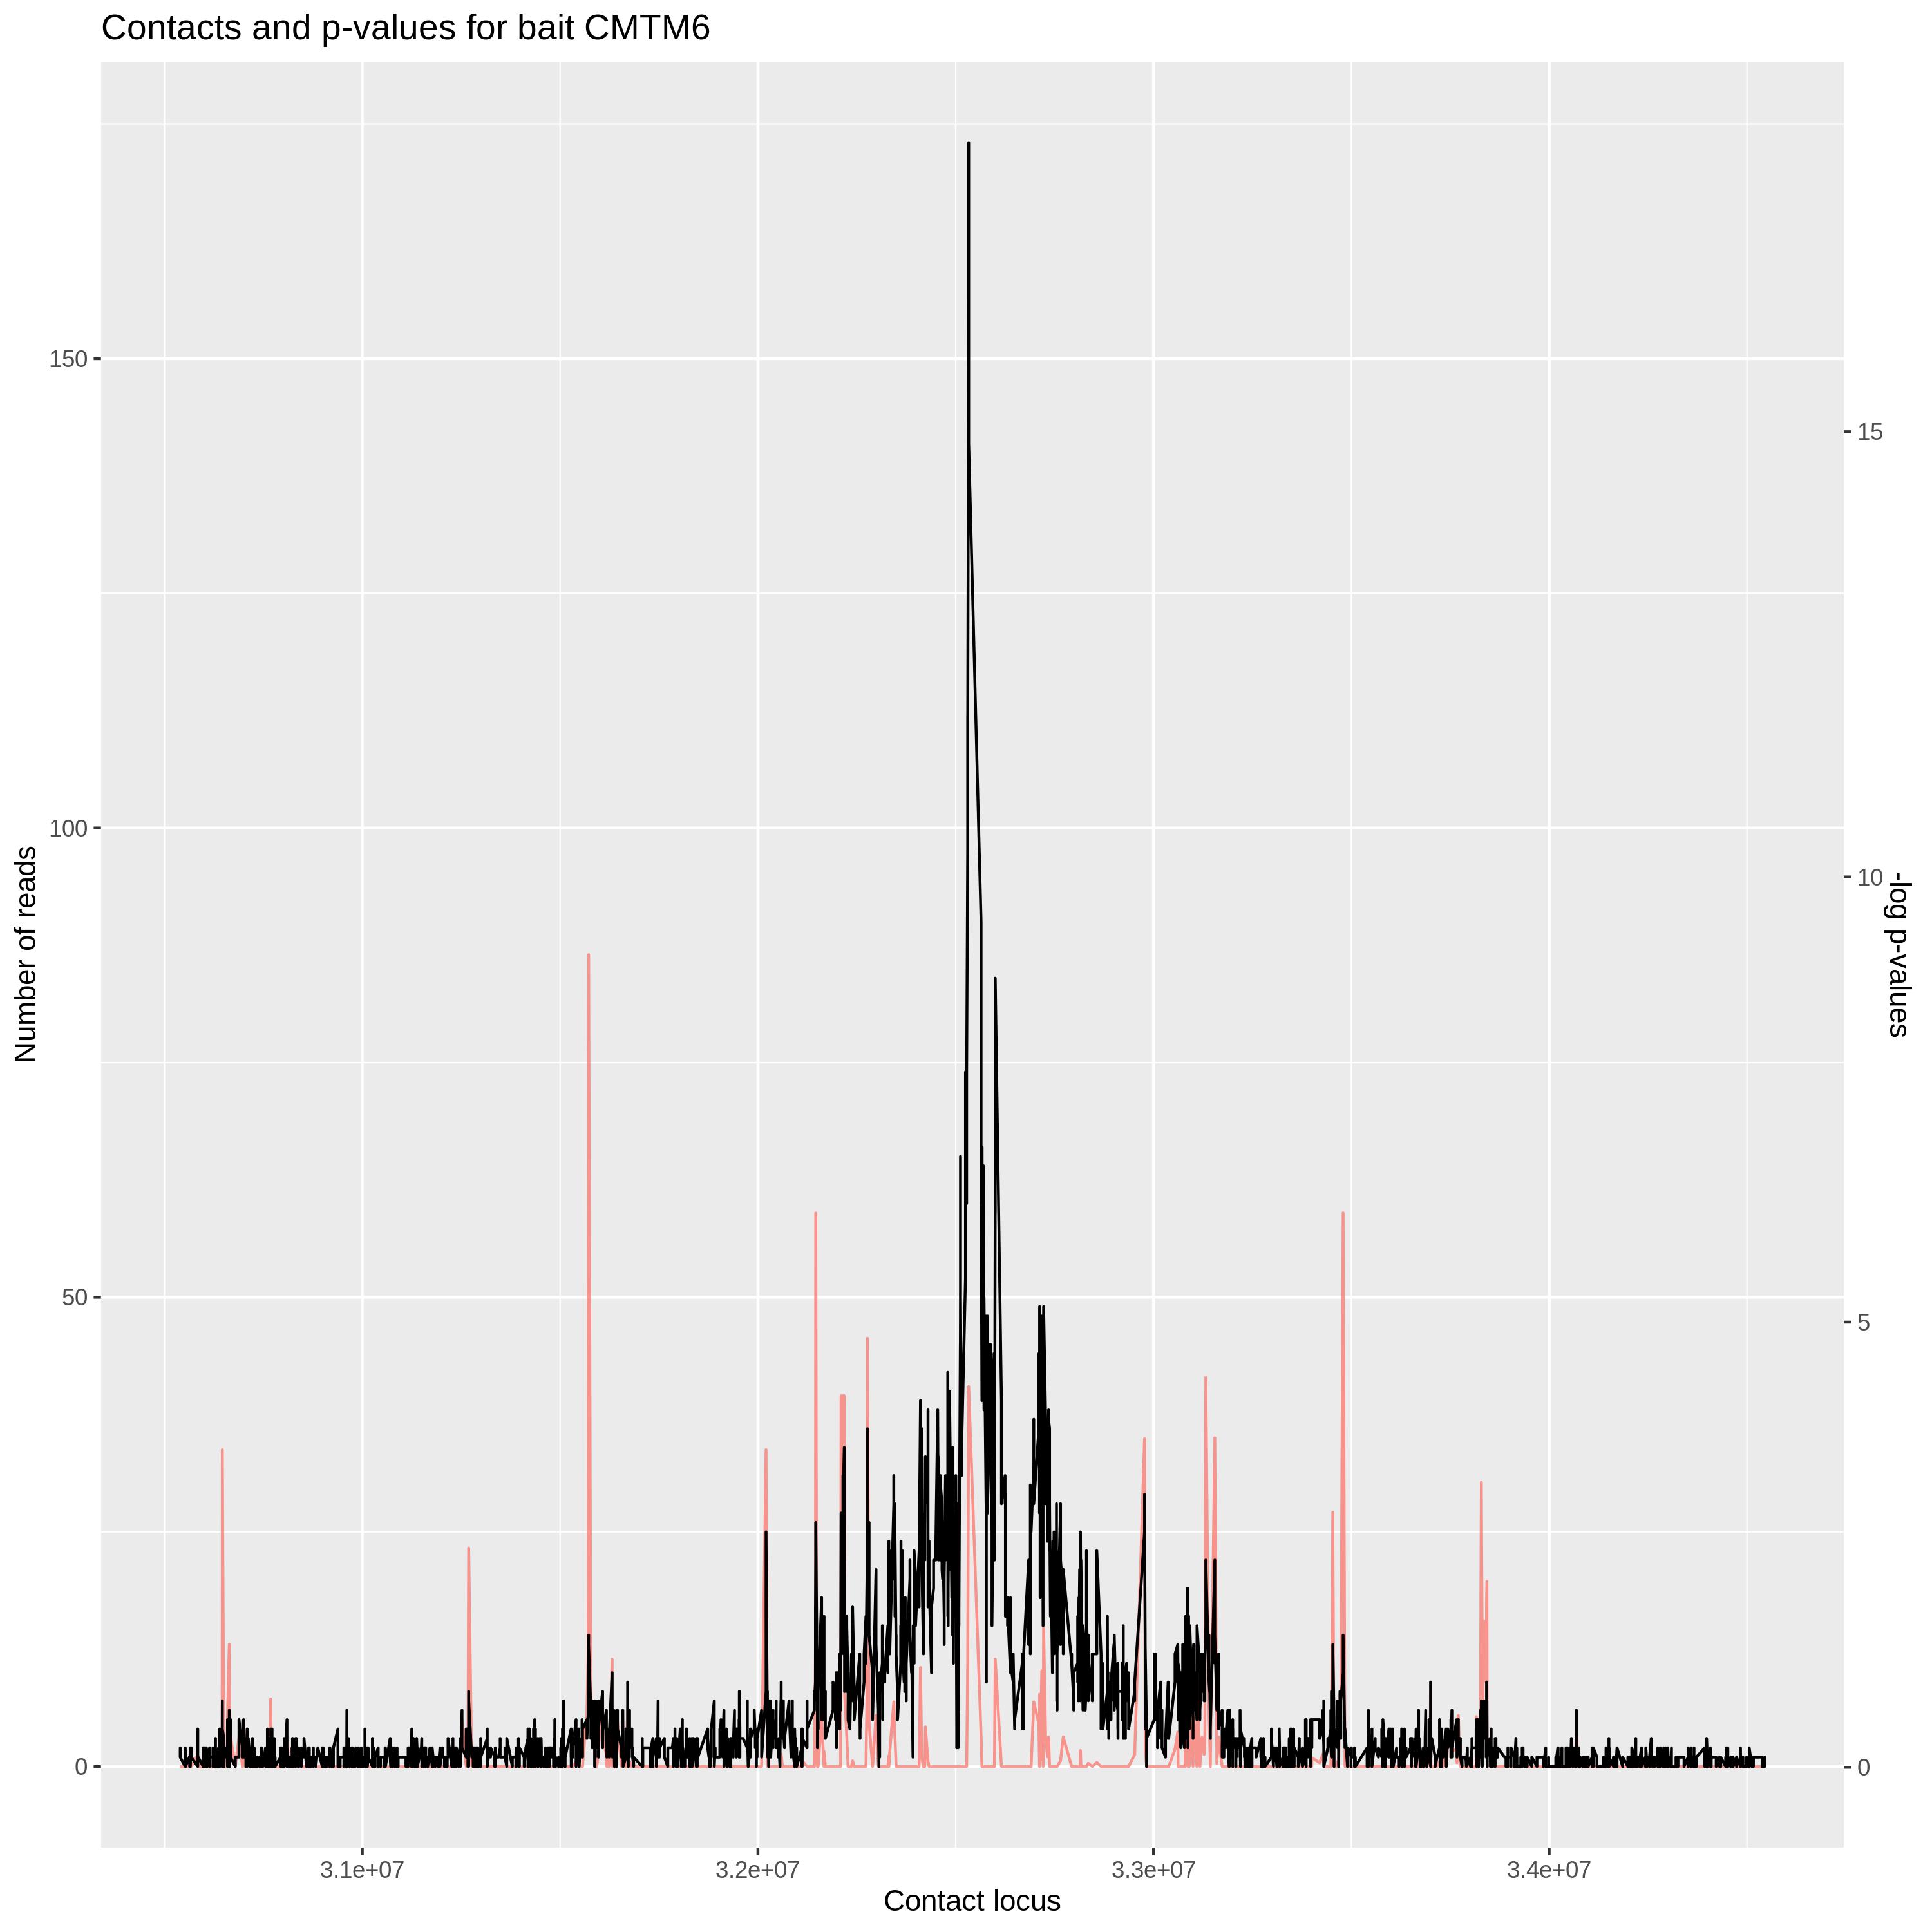 Contacts and p-values for bait CMTM6
150
100
50
0
Number of reads
15
10
5
0
-log p-values
3.1e+07
3.2e+07
3.3e+07
3.4e+07
Contact locus